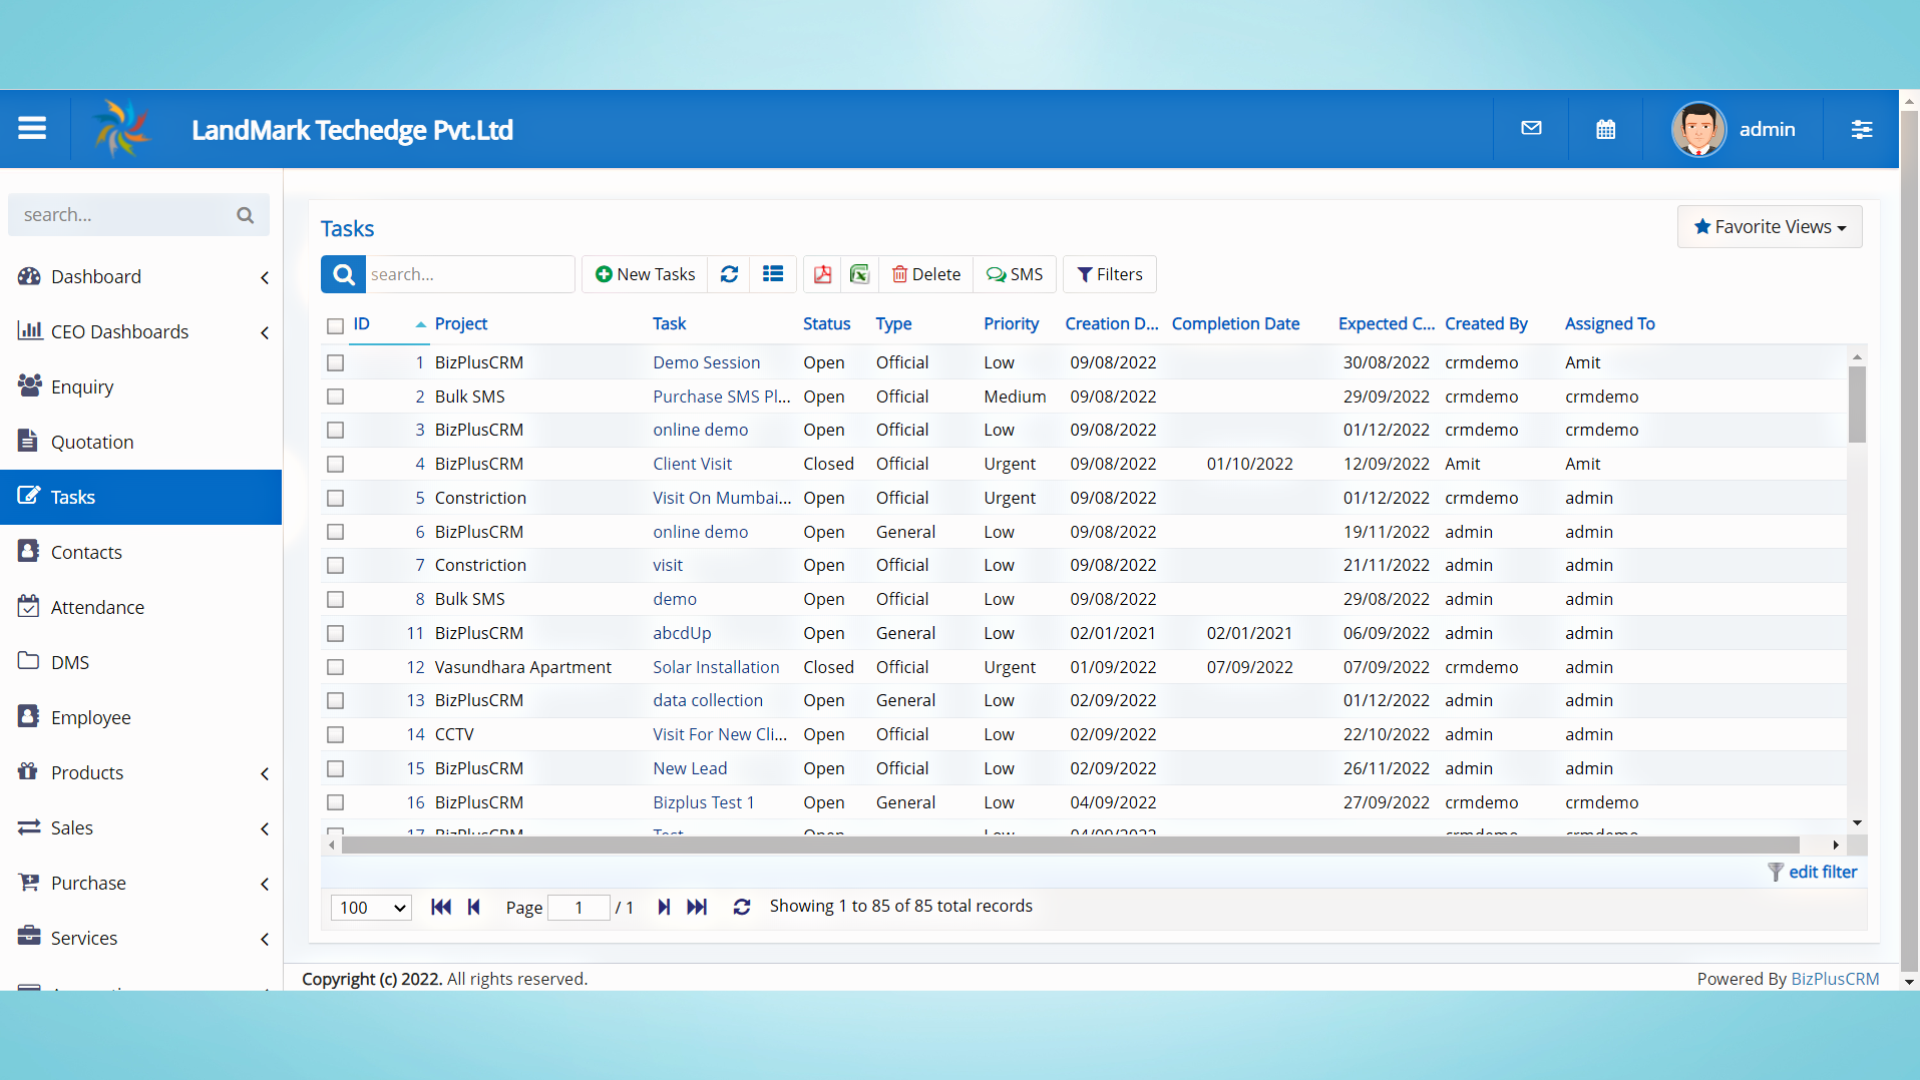 LandMark Techedge Pvt.Ltd
admin
search...
Dashboard
CEO Dashboards
Enquiry
Quotation
Tasks
Contacts
Attendance
DMS
Employee
Products
Sales
Purchase
Services
Tasks
Favorite Views
search...
New Tasks
Delete
SMS
Filters
ID Project Task Status Type Priority Creation D... Completion Date Expected C... Created By Assigned To
1 BizPlusCRM Demo Session Open Official Low 09/08/2022 30/08/2022 crmdemo Amit
2 Bulk SMS Purchase SMS Pl... Open Official Medium 09/08/2022 29/09/2022 crmdemo crmdemo
3 BizPlusCRM online demo Open Official Low 09/08/2022 01/12/2022 crmdemo crmdemo
4 BizPlusCRM Client Visit Closed Official Urgent 09/08/2022 01/10/2022 12/09/2022 Amit Amit
5 Constriction Visit On Mumbai... Open Official Urgent 09/08/2022 01/12/2022 crmdemo admin
6 BizPlusCRM online demo Open General Low 09/08/2022 19/11/2022 admin admin
7 Constriction visit Open Official Low 09/08/2022 21/11/2022 admin admin
8 Bulk SMS demo Open Official Low 09/08/2022 29/08/2022 admin admin
11 BizPlusCRM abcdUp Open General Low 02/01/2021 02/01/2021 06/09/2022 admin admin
12 Vasundhara Apartment Solar Installation Closed Official Urgent 01/09/2022 07/09/2022 07/09/2022 crmdemo admin
13 BizPlusCRM data collection Open General Low 02/09/2022 01/12/2022 admin admin
14 CCTV Visit For New Cli... Open Official Low 02/09/2022 22/10/2022 admin admin
15 BizPlusCRM New Lead Open Official Low 02/09/2022 26/11/2022 admin admin
16 BizPlusCRM Bizplus Test 1 Open General Low 04/09/2022 27/09/2022 crmdemo crmdemo
17 BizPlusCRM Test Open Low 04/09/2022 crmdemo crmdemo
edit filter
100 Page 1 / 1 Showing 1 to 85 of 85 total records
Copyright (c) 2022. All rights reserved.
Powered By BizPlusCRM